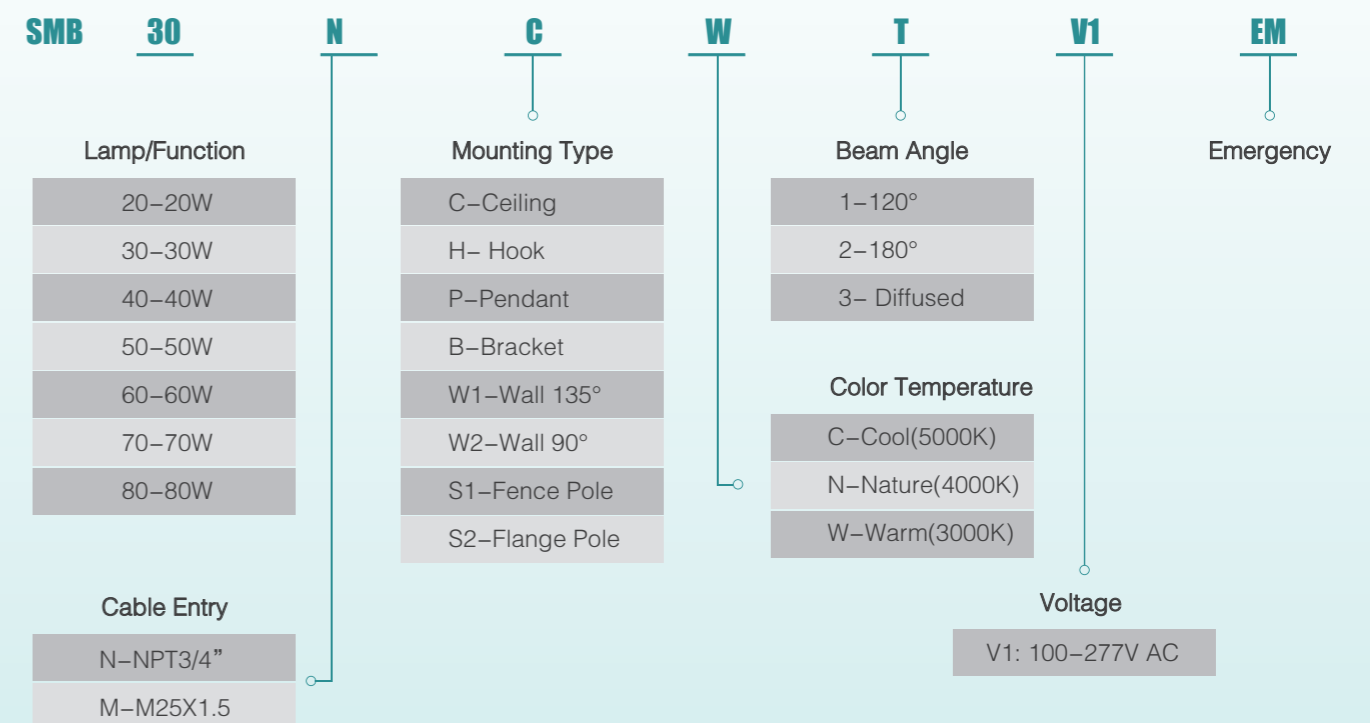 SMB 30 N C W T V1 EM
Lamp/Function
20–20W
30–30W
40–40W
50–50W
60–60W
70–70W
80–80W
Cable Entry
N–NPT3/4”
M–M25X1.5
Mounting Type
C–Ceiling
H– Hook
P–Pendant
B–Bracket
W1–Wall 135°
W2–Wall 90°
S1–Fence Pole
S2–Flange Pole
Beam Angle
1–120°
2–180°
3– Diffused
Color Temperature
C–Cool(5000K)
N–Nature(4000K)
W–Warm(3000K)
Voltage
V1: 100–277V AC
Emergency